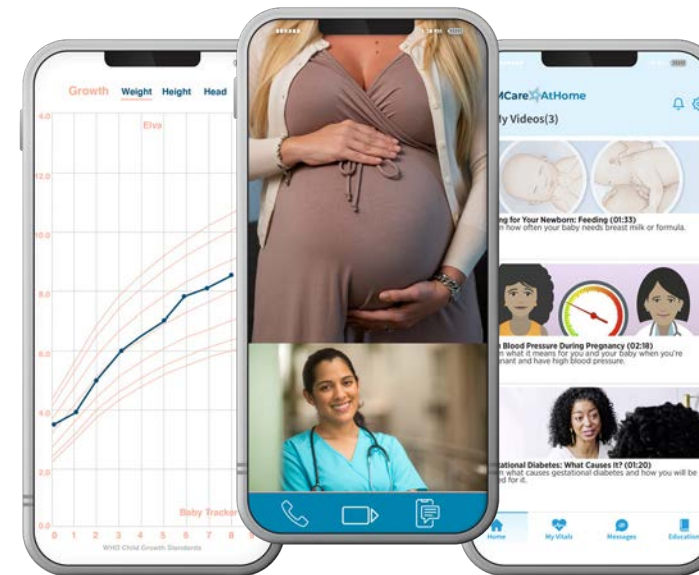 Growth Weight Height Head
Elva
12.0
10.0
8.0
6.0
4.0
2.0
0.0
0 1 2 3 4 5 6 7 8
Baby Tracker
WHO Child Growth Standards
MCare AtHome
My Videos(3)
ng for Your Newborn: Feeding (01:33)
n how often your baby needs breast milk or formula.
h Blood Pressure During Pregnancy (02:18)
n what it means for you and your baby when you're
nant and have high blood pressure.
tational Diabetes: What Causes It? (01:20)
n what causes gestational diabetes and how you will be
ed for it.
Home My Vitals Messages Education